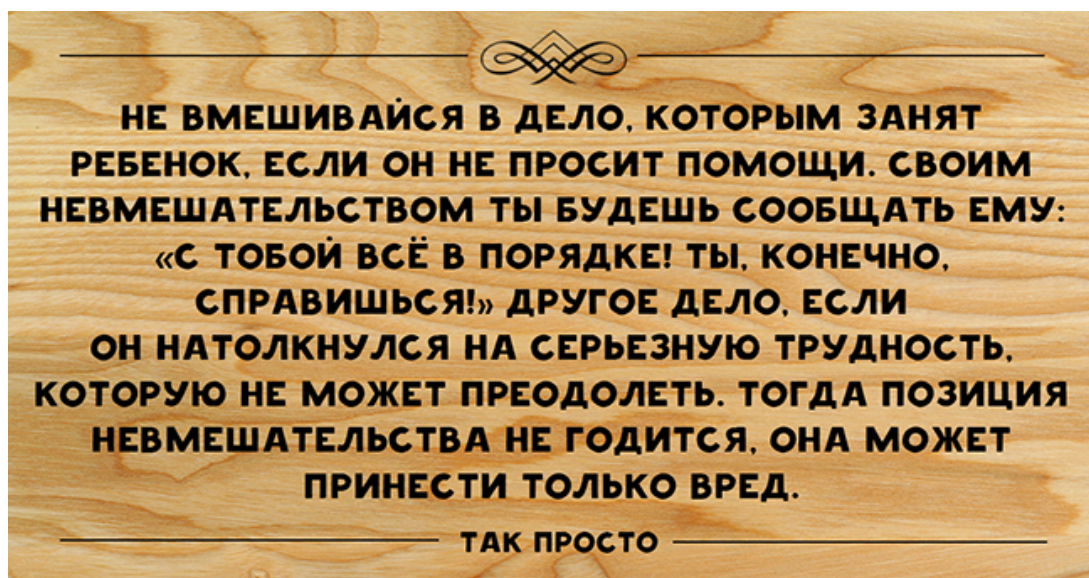 НЕ ВМЕШИВАЙСЯ В ДЕЛО, КОТОРЫМ ЗАНЯТ
РЕБЕНОК, ЕСЛИ ОН НЕ ПРОСИТ ПОМОЩИ. СВОИМ
НЕВМЕШАТЕЛЬСТВОМ ТЫ БУДЕШЬ СООБЩАТЬ ЕМУ:
«С ТОБОЙ ВСЁ В ПОРЯДКЕ! ТЫ, КОНЕЧНО,
СПРАВИШЬСЯ!» ДРУГОЕ ДЕЛО, ЕСЛИ
ОН НАТОЛКНУЛСЯ НА СЕРЬЕЗНУЮ ТРУДНОСТЬ,
КОТОРУЮ НЕ МОЖЕТ ПРЕОДОЛЕТЬ. ТОГДА ПОЗИЦИЯ
НЕВМЕШАТЕЛЬСТВА НЕ ГОДИТСЯ, ОНА МОЖЕТ
ПРИНЕСТИ ТОЛЬКО ВРЕД.
ТАК ПРОСТО